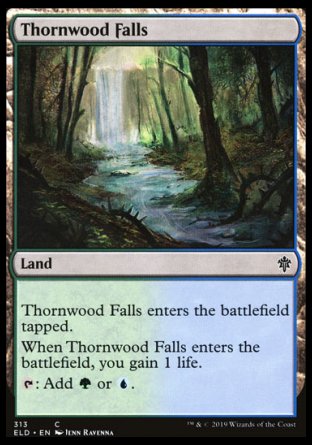 Thornwood Falls
Land
Thornwood Falls enters the battlefield
tapped.
When Thornwood Falls enters the
battlefield, you gain 1 life.
: Add or .
313 C
ELD • EN Jenn Ravenna
™ & © 2019 Wizards of the Coast